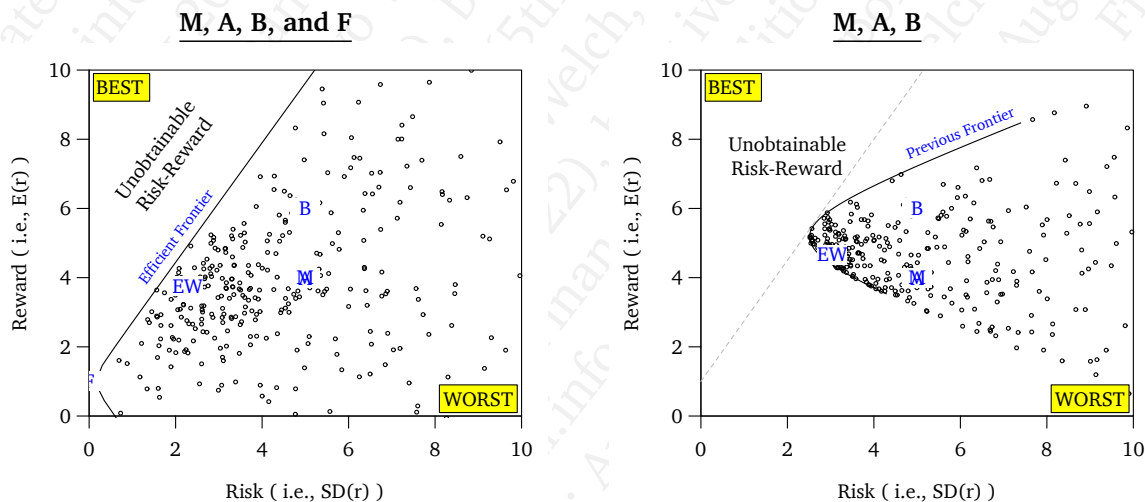 M, A, B, and F
10
8
6
4
2
0
0
2
4
6
8
10
BEST
WORST
Unobtainable
Risk-Reward
Efficient Frontier
B
M
A
EW
F
Reward ( i.e., E(r) )
Risk ( i.e., SD(r) )
M, A, B
10
8
6
4
2
0
0
2
4
6
8
10
BEST
WORST
Unobtainable
Risk-Reward
Previous Frontier
B
M
A
EW
Reward ( i.e., E(r) )
Risk ( i.e., SD(r) )